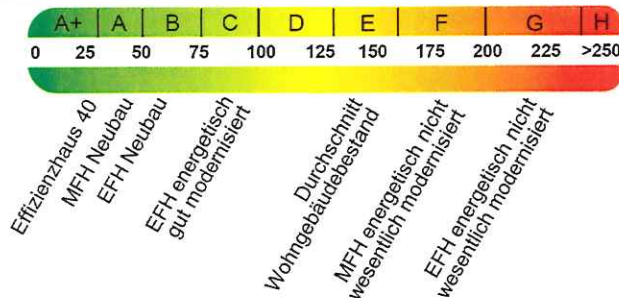 A+ A B C D E F G H
0 25 50 75 100 125 150 175 200 225 >250
Effizienzhaus 40
MFH Neubau
EFH Neubau
EFH energetisch
gut modernisiert
Durchschnitt
Wohngebäudebestand
MFH energetisch nicht
wesentlich modernisiert
EFH energetisch nicht
wesentlich modernisiert